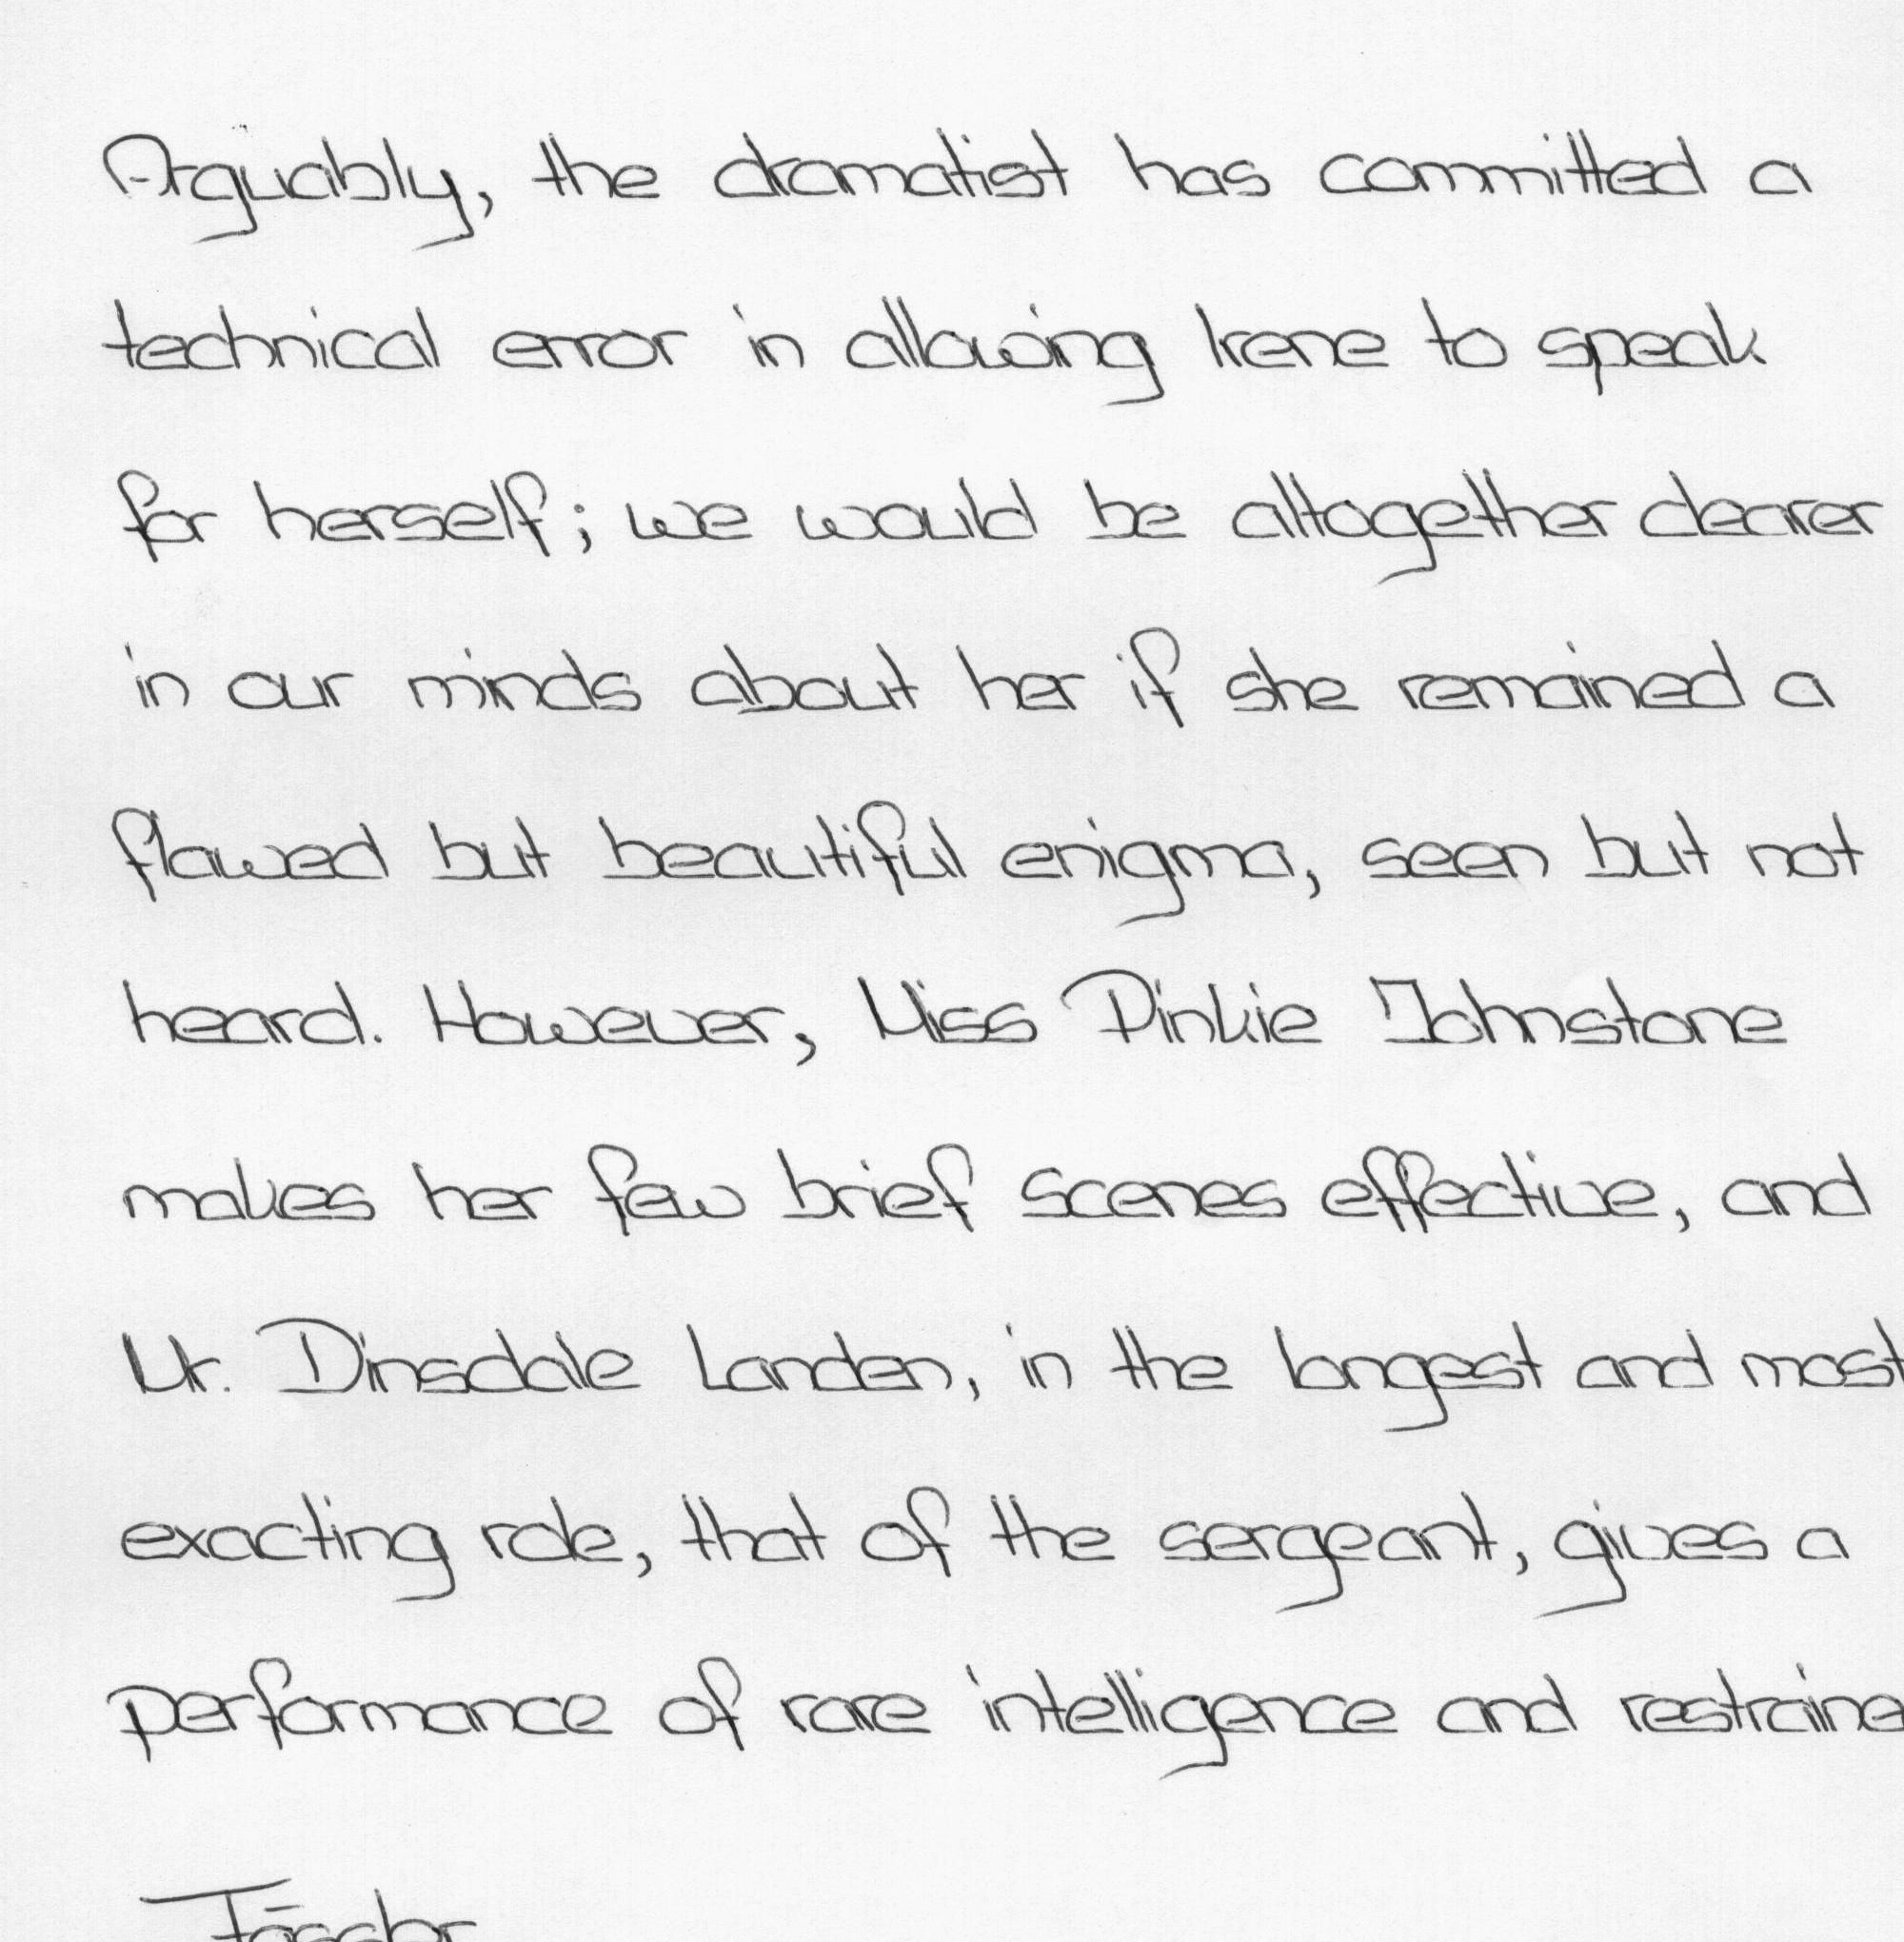 Arguably, the dramatist has committed a
technical error in allowing Irene to speak
for herself; we would be altogether clearer
in our minds about her if she remained a
flawed but beautiful enigma, seen but not
heard. However, Miss Pinkie Johnstone
makes her few brief scenes effective, and
Mr. Dinsdale Landen, in the longest and most
exacting role, that of the sergeant, gives a
performance of rare intelligence and